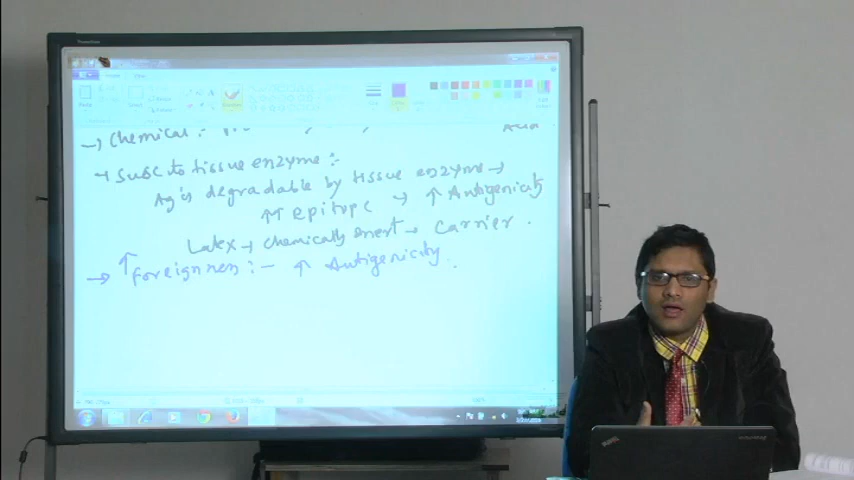 → Chemical :-
→ Susc to tissue enzyme :-
Ag is degradable by tissue enzyme →
↑↑ epitope → ↑ Antigenicity
Latex → chemically inert → carrier .
→ ↑ Foreignness :- ↑ Antigenicity .